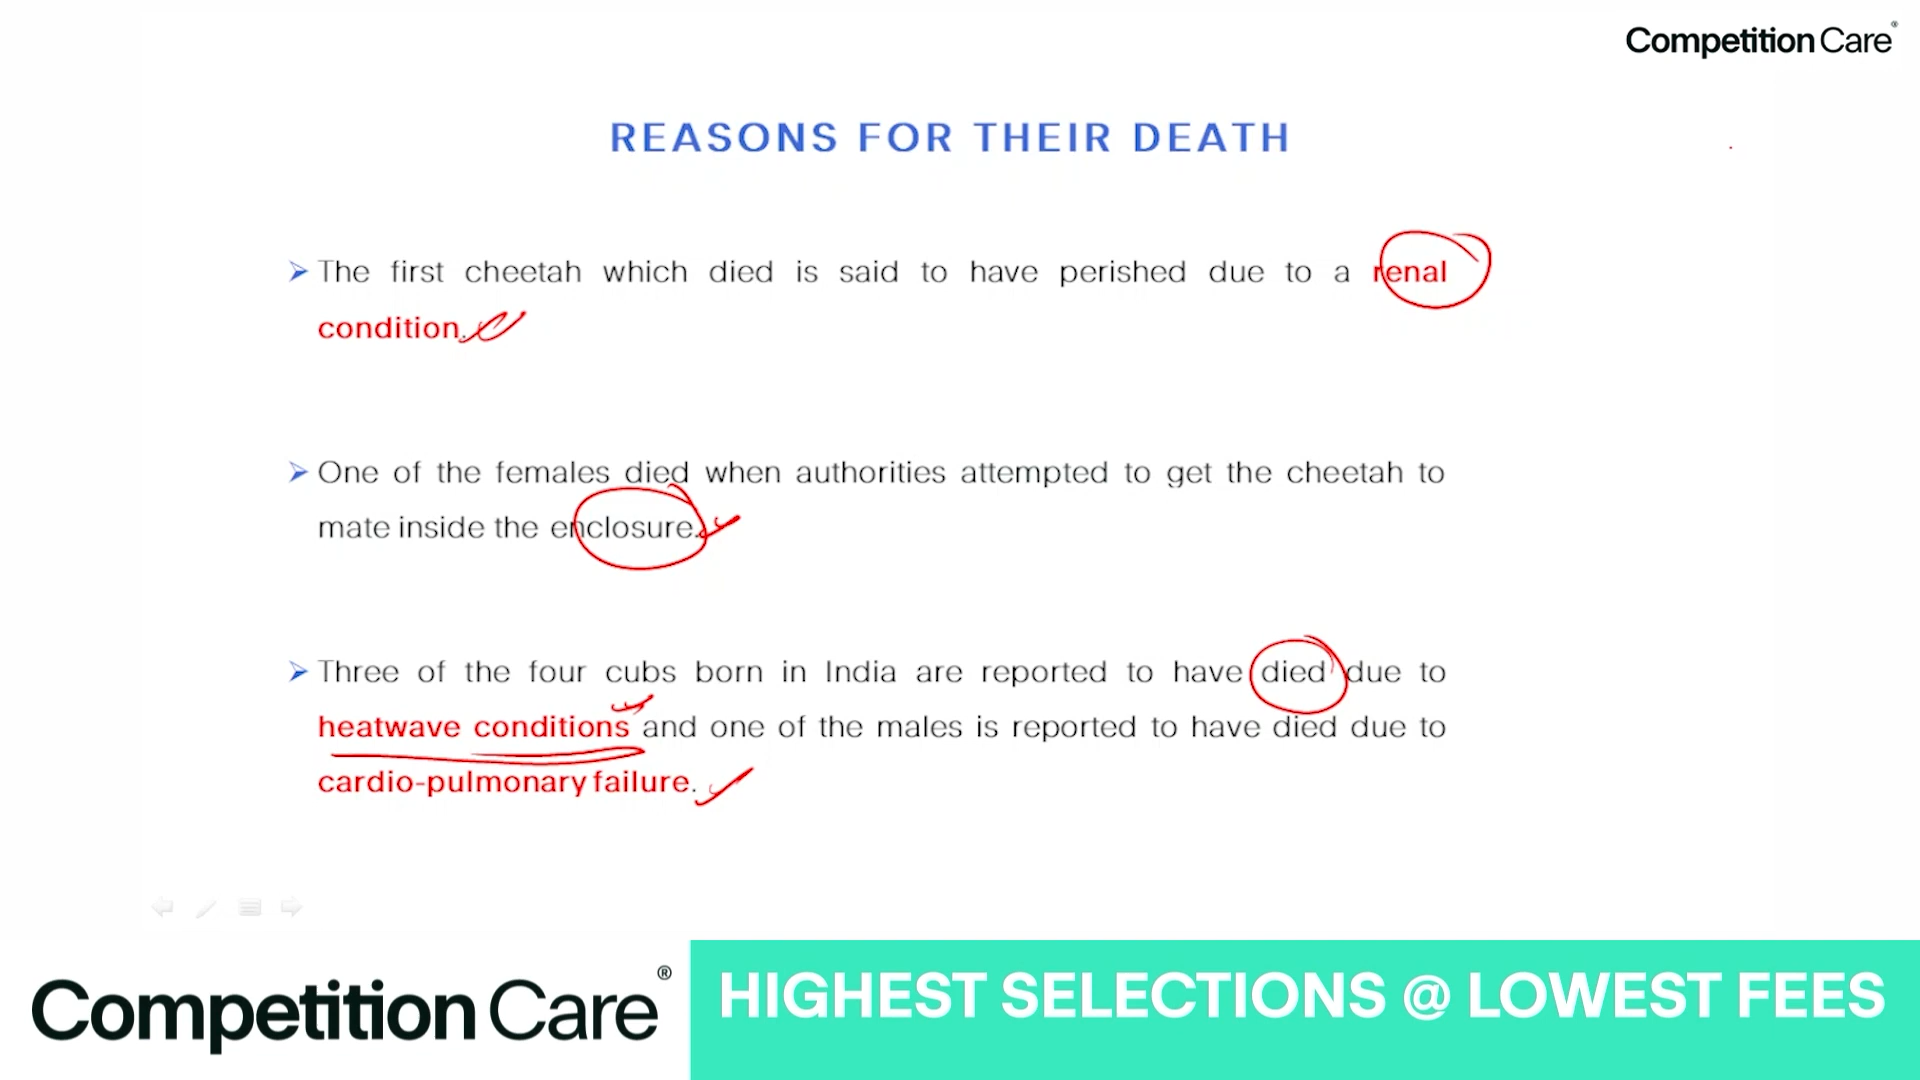 Competition Care®
REASONS FOR THEIR DEATH
➢ The first cheetah which died is said to have perished due to a renal
condition.
➢ One of the females died when authorities attempted to get the cheetah to
mate inside the enclosure.
➢ Three of the four cubs born in India are reported to have died due to
heatwave conditions and one of the males is reported to have died due to
cardio-pulmonary failure.
Competition Care®
HIGHEST SELECTIONS @ LOWEST FEES